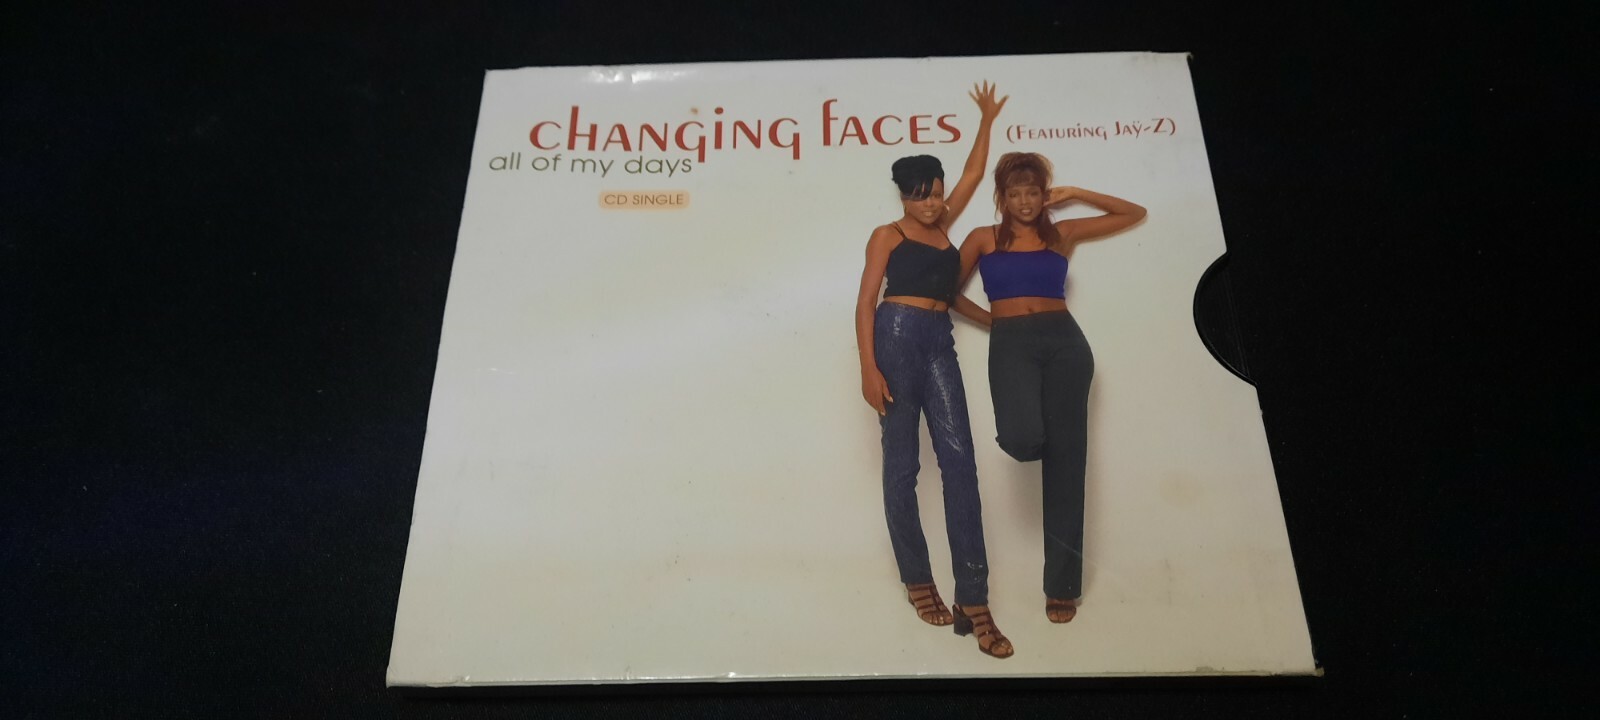 changing faces (Featuring Jaÿ-Z)
all of my days
CD SINGLE